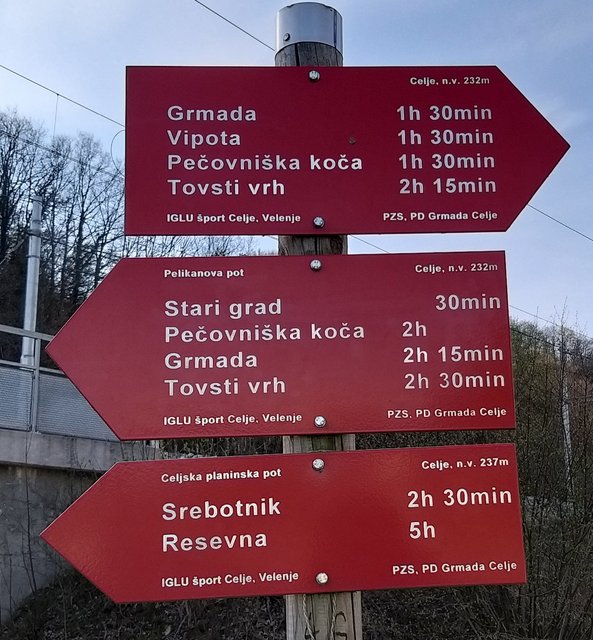 Celje, n.v. 232m
Grmada 1h 30min
Vipota 1h 30min
Pečovniška koča 1h 30min
Tovsti vrh 2h 15min
IGLU šport Celje, Velenje PZS, PD Grmada Celje
Pelikanova pot Celje, n.v. 232m
Stari grad 30min
Pečovniška koča 2h
Grmada 2h 15min
Tovsti vrh 2h 30min
IGLU šport Celje, Velenje PZS, PD Grmada Celje
Celjska planinska pot Celje, n.v. 237m
Srebotnik 2h 30min
Resevna 5h
IGLU šport Celje, Velenje PZS, PD Grmada Celje